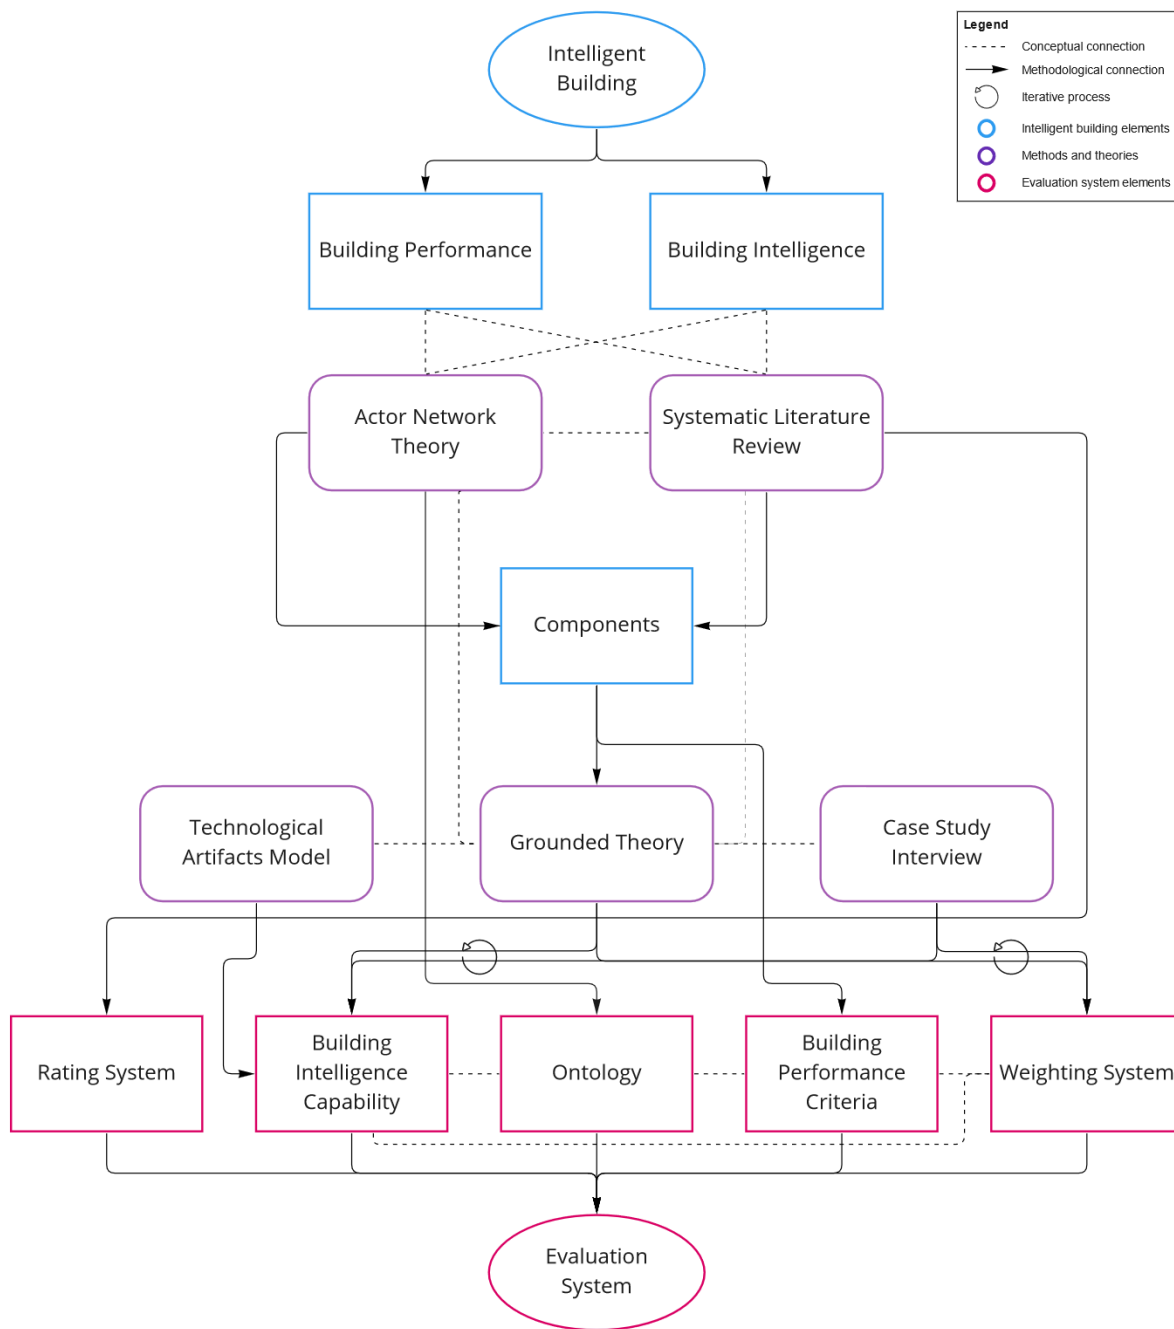 Intelligent
Building
Legend
Conceptual connection
Methodological connection
Iterative process
Intelligent building elements
Methods and theories
Evaluation system elements
Building Performance
Building Intelligence
Actor Network
Theory
Systematic Literature
Review
Components
Technological
Artifacts Model
Grounded Theory
Case Study
Interview
Rating System
Building
Intelligence
Capability
Ontology
Building
Performance
Criteria
Weighting System
Evaluation
System